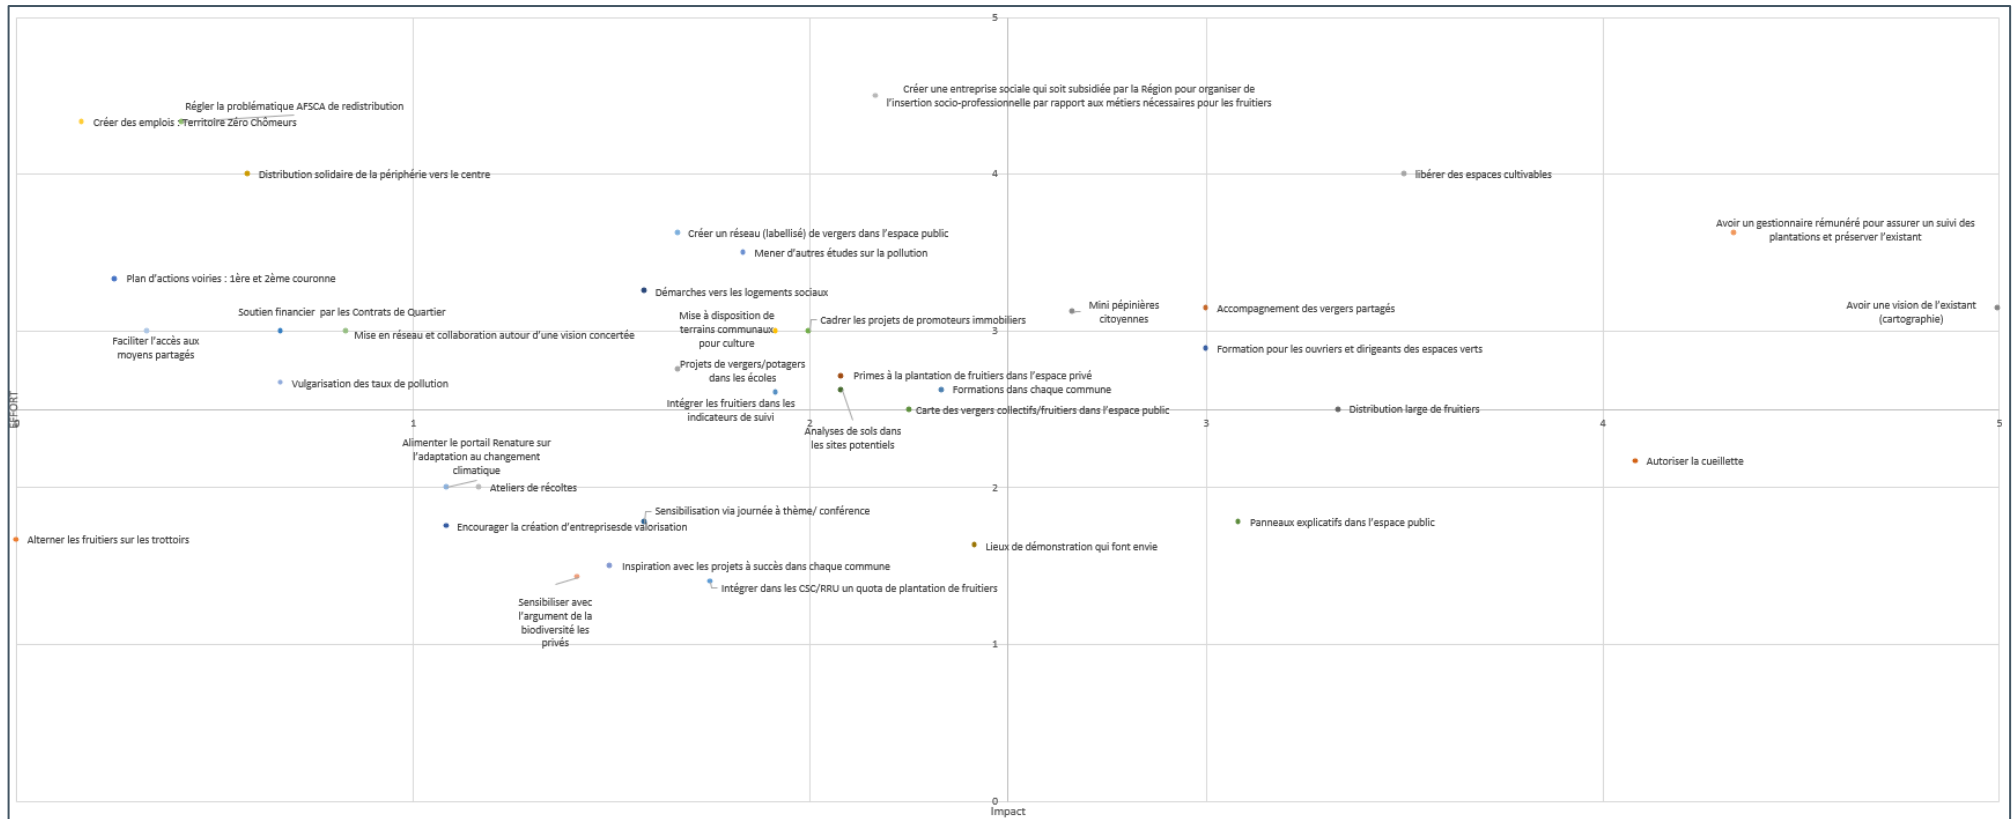 5
Créer une entreprise sociale qui soit subsidiée par la Région pour organiser de
l'insertion socio-professionnelle par rapport aux métiers nécessaires pour les fruitiers
Régler la problématique AFSCA de redistribution
Créer des emplois : Territoire Zéro Chômeurs
4
Distribution solidaire de la périphérie vers le centre
libérer des espaces cultivables
Avoir un gestionnaire rémunéré pour assurer un suivi des
plantations et préserver l'existant
Créer un réseau (labellisé) de vergers dans l'espace public
Mener d'autres études sur la pollution
Plan d'actions voiries : 1ère et 2ème couronne
Démarches vers les logements sociaux
Soutien financier par les Contrats de Quartier
Mise à disposition de
terrains communaux
pour culture
Cadrer les projets de promoteurs immobiliers
Mini pépinières
citoyennes
Accompagnement des vergers partagés
Avoir une vision de l'existant
(cartographie)
3
Faciliter l'accès aux
moyens partagés
Mise en réseau et collaboration autour d'une vision concertée
Formation pour les ouvriers et dirigeants des espaces verts
Projets de vergers/potagers
dans les écoles
Vulgarisation des taux de pollution
Primes à la plantation de fruitiers dans l'espace privé
Formations dans chaque commune
Intégrer les fruitiers dans les
indicateurs de suivi
Carte des vergers collectifs/fruitiers dans l'espace public
Distribution large de fruitiers
EFFORT
0
1
2
3
4
5
Analyses de sols dans
les sites potentiels
Alimenter le portail Renature sur
l'adaptation au changement
climatique
Autoriser la cueillette
2
Ateliers de récoltes
Sensibilisation via journée à thème/ conférence
Encourager la création d'entreprisesde valorisation
Panneaux explicatifs dans l'espace public
Alterner les fruitiers sur les trottoirs
Lieux de démonstration qui font envie
Inspiration avec les projets à succès dans chaque commune
Intégrer dans les CSC/RRU un quota de plantation de fruitiers
Sensibiliser avec
l'argument de la
biodiversité les
privés
1
0
Impact